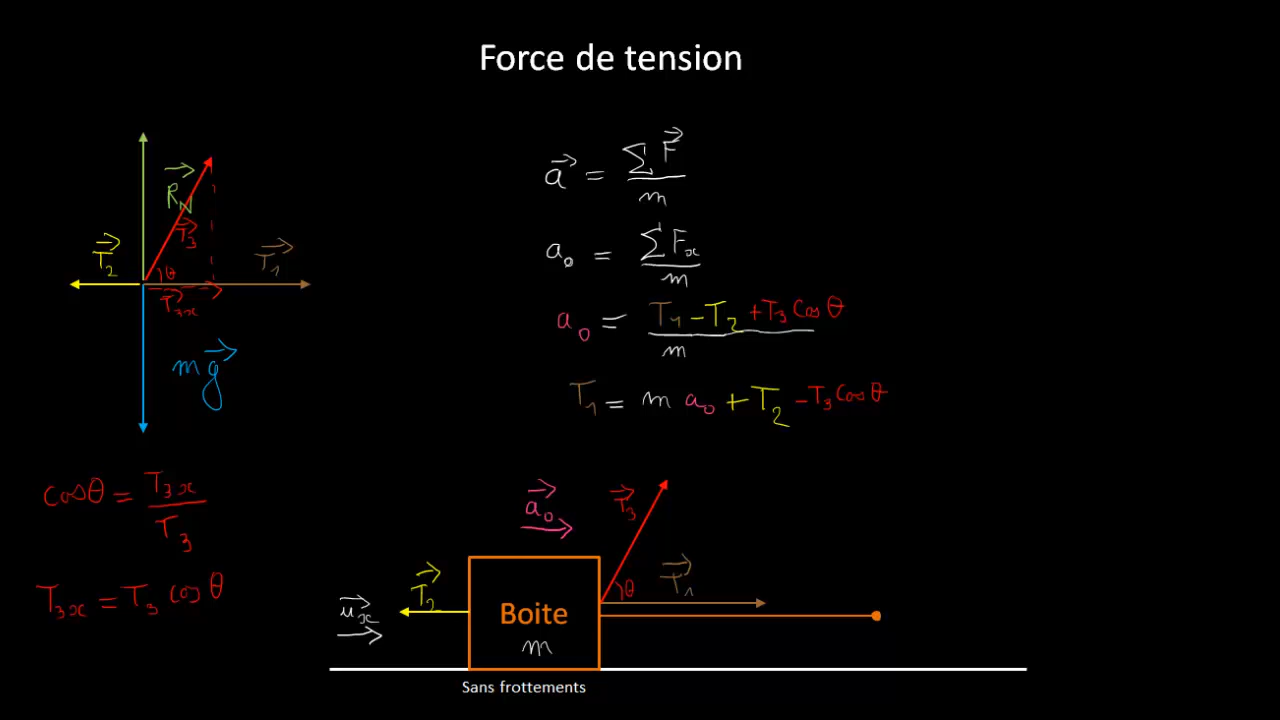 Force de tension
a⃗ = ΣF⃗ / m
a₀ = ΣFₓ / m
a₀ = T₁ - T₂ + T₃ cos θ / m
T₁ = m a₀ + T₂ - T₃ cos θ
R⃗N
T⃗₃
T⃗₂
θ
T⃗₁
T⃗₃ₓ
m g⃗
cos θ = T₃ₓ / T₃
T₃ₓ = T₃ cos θ
a⃗₀
T⃗₃
T⃗₂
θ
T⃗₁
u⃗ₓ
Boite
m
Sans frottements